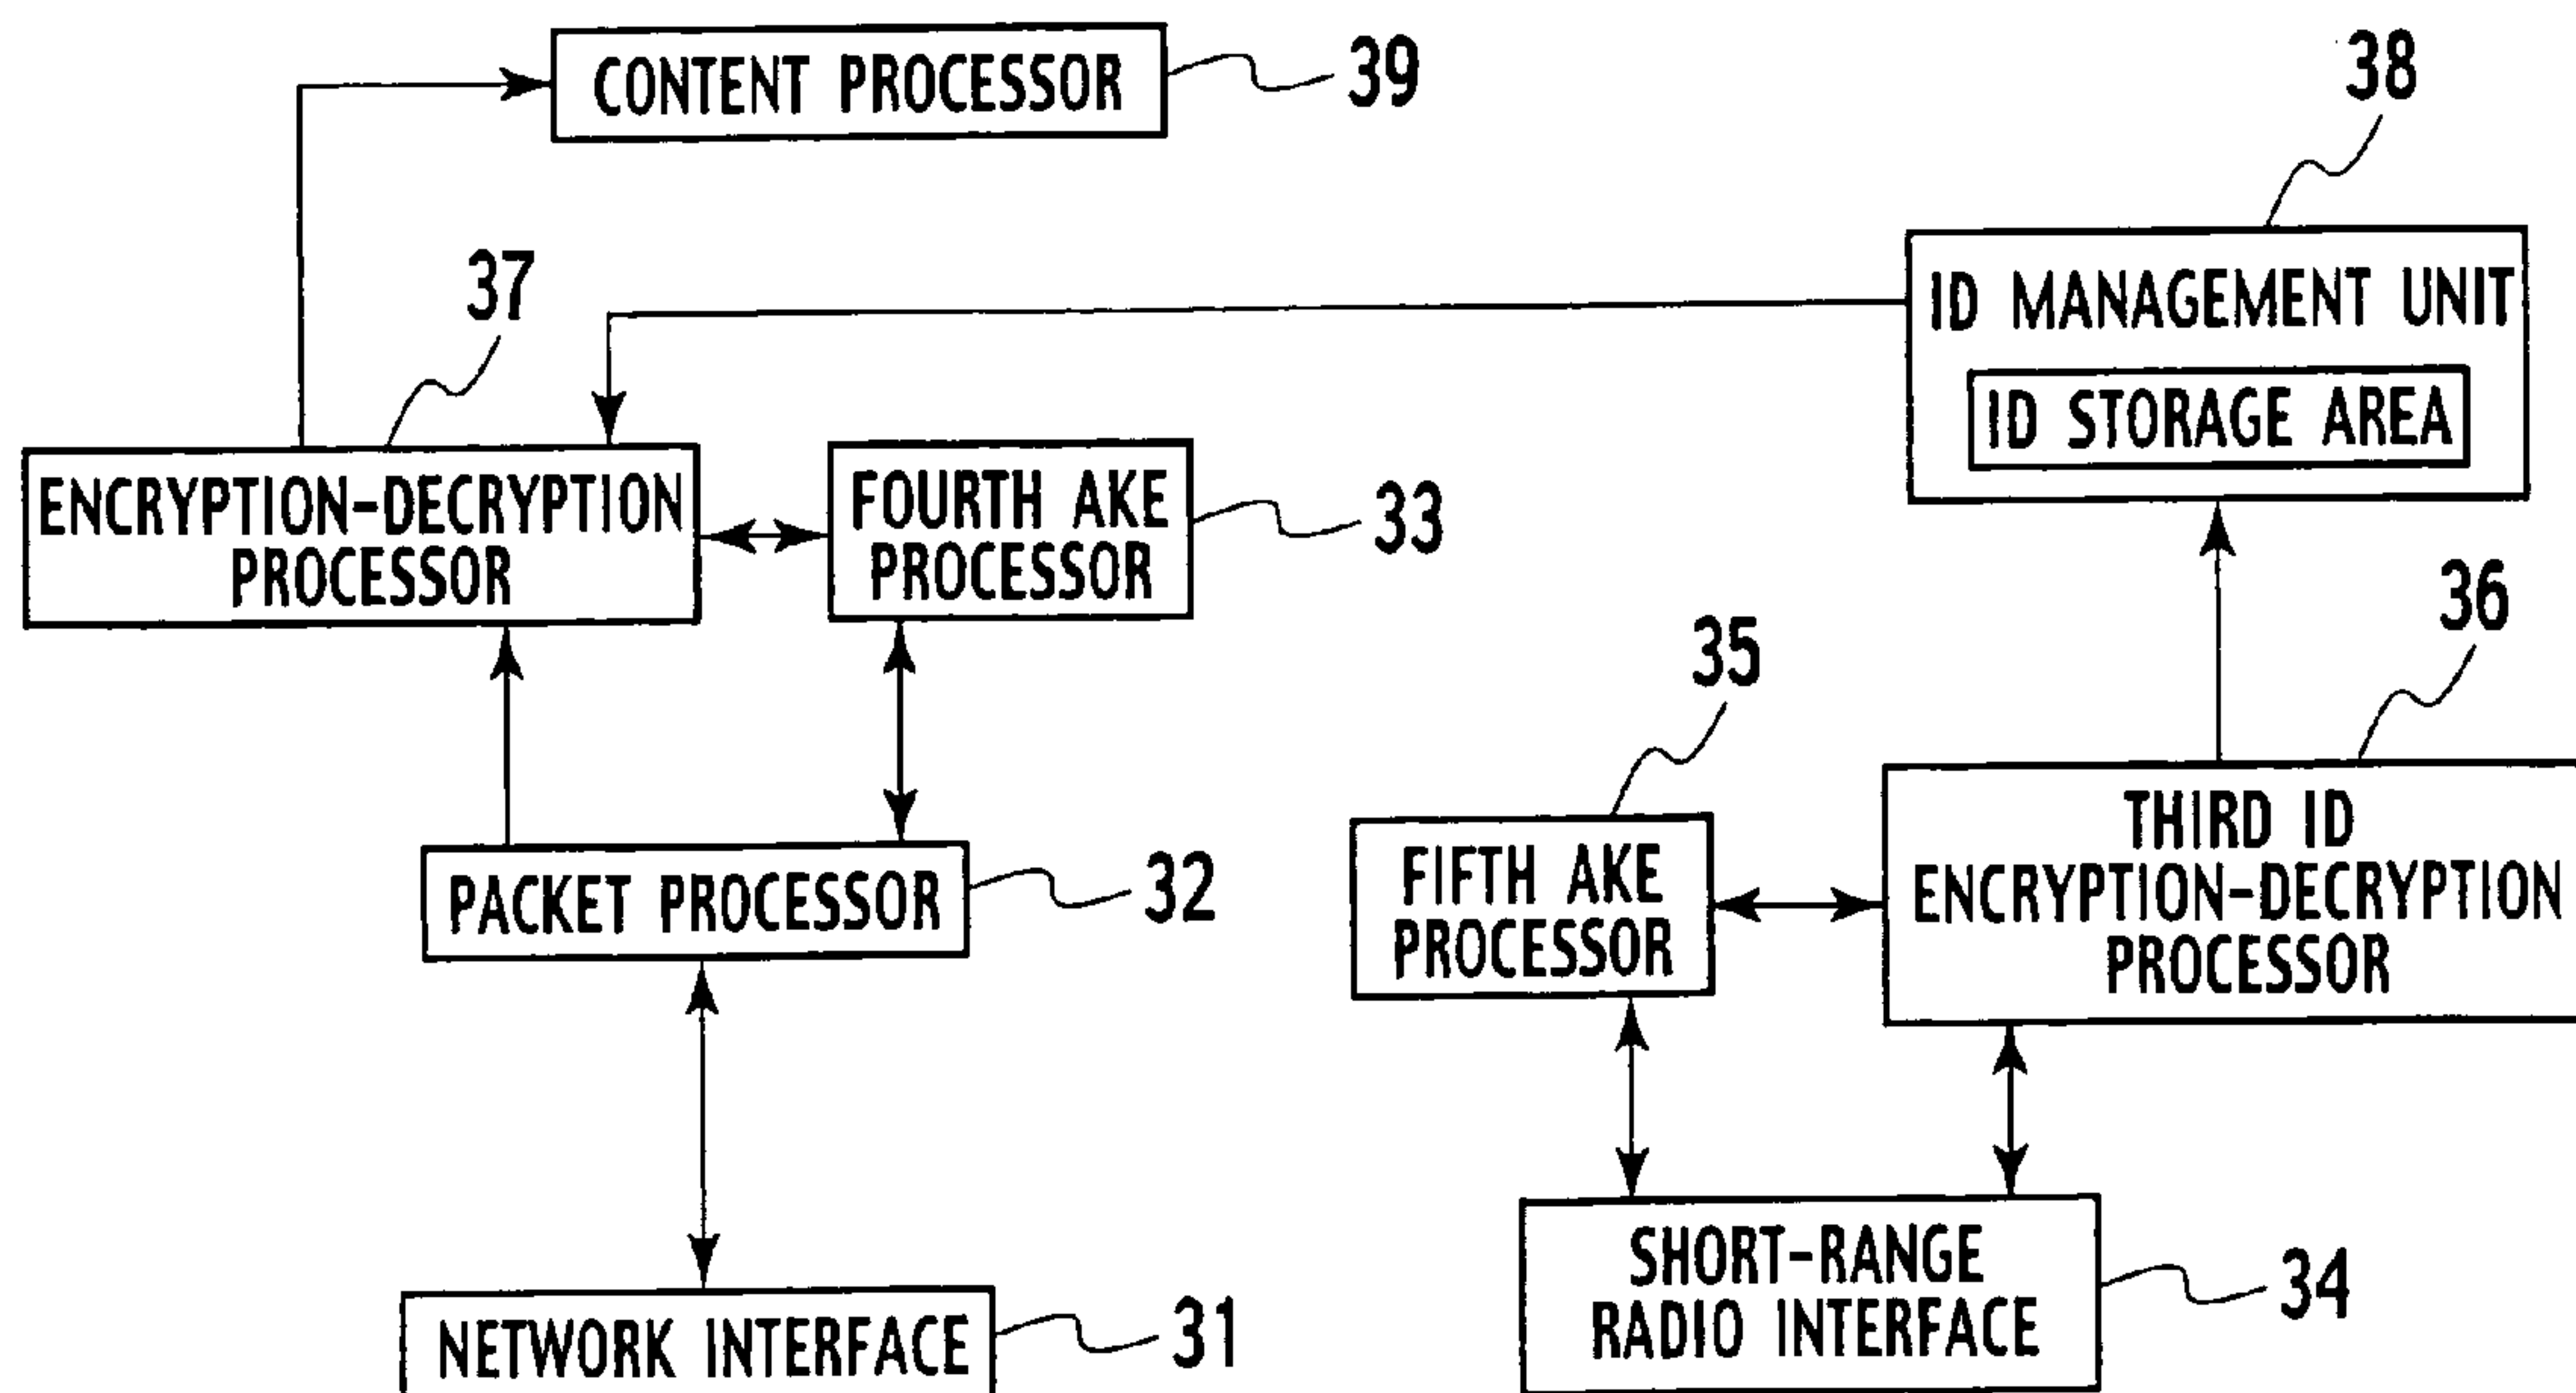 CONTENT PROCESSOR
39
38
ID MANAGEMENT UNIT
ID STORAGE AREA
37
ENCRYPTION-DECRYPTION
PROCESSOR
FOURTH AKE
PROCESSOR
33
36
35
THIRD ID
ENCRYPTION-DECRYPTION
PROCESSOR
FIFTH AKE
PROCESSOR
PACKET PROCESSOR
32
SHORT-RANGE
RADIO INTERFACE
34
NETWORK INTERFACE
31